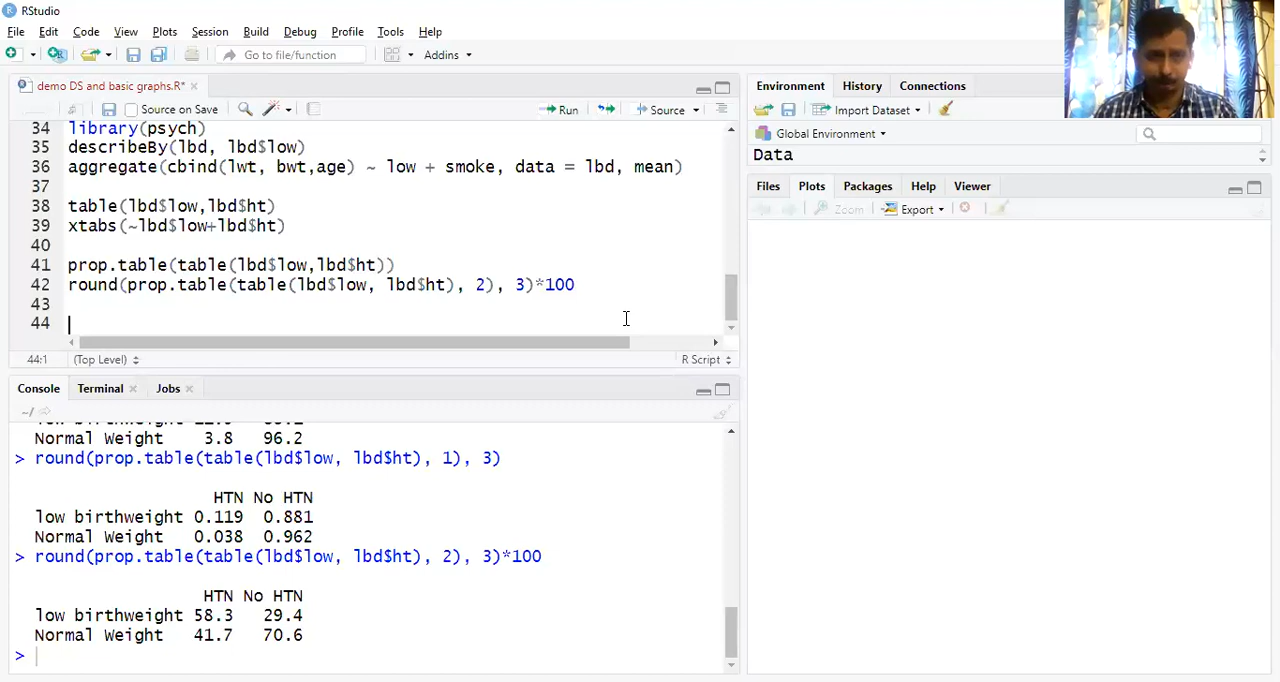 RStudio
File Edit Code View Plots Session Build Debug Profile Tools Help
Go to file/function Addins
demo DS and basic graphs.R*
Source on Save Run Source
34 library(psych)
35 describeBy(lbd, lbd$low)
36 aggregate(cbind(lwt, bwt,age) ~ low + smoke, data = lbd, mean)
37
38 table(lbd$low,lbd$ht)
39 xtabs(~lbd$low+lbd$ht)
40
41 prop.table(table(lbd$low,lbd$ht))
42 round(prop.table(table(lbd$low, lbd$ht), 2), 3)*100
43
44
44:1 (Top Level) R Script
Console Terminal Jobs
~/
Normal Weight 3.8 96.2
> round(prop.table(table(lbd$low, lbd$ht), 1), 3)
HTN No HTN
low birthweight 0.119 0.881
Normal Weight 0.038 0.962
> round(prop.table(table(lbd$low, lbd$ht), 2), 3)*100
HTN No HTN
low birthweight 58.3 29.4
Normal Weight 41.7 70.6
>
Environment History Connections
Import Dataset
Global Environment
Data
Files Plots Packages Help Viewer
Zoom Export